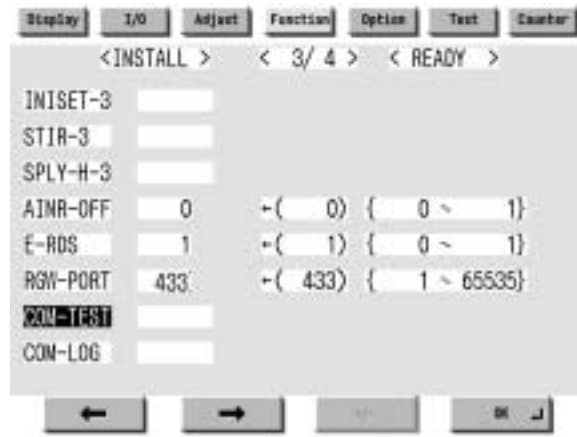 Display I/O Adjust Function Option Test Counter
<INSTALL > < 3/ 4 > < READY >
INISET-3
STIR-3
SPLY-H-3
AINR-OFF 0 ←( 0) { 0 ~ 1}
E-RDS 1 ←( 1) { 0 ~ 1}
RGW-PORT 433 ←( 433) { 1 ~ 65535}
COM-TEST
COM-LOG
← → +/- OK ┘